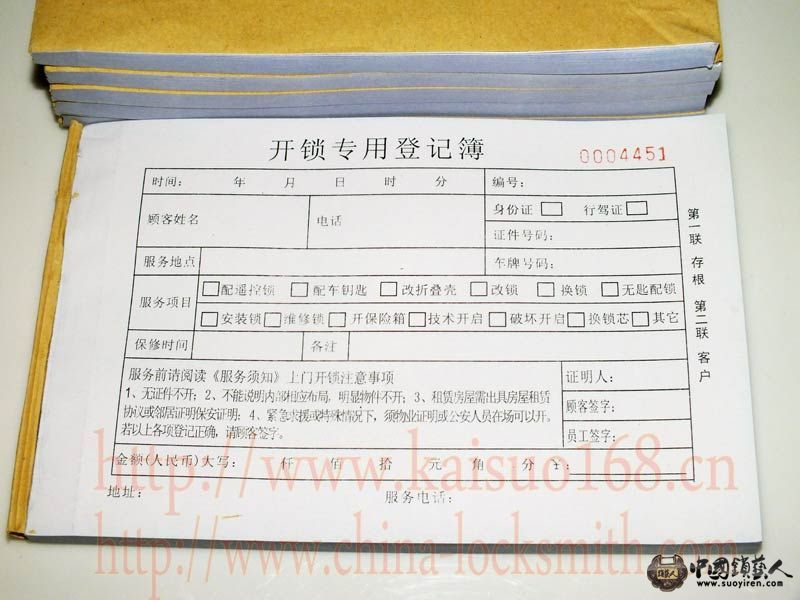 开锁专用登记簿 0004451
时间： 年 月 日 时 分 编号：
顾客姓名 电话 身份证 行驾证
证件号码：
服务地点 车牌号码：
服务项目 配遥控锁 配车钥匙 改折叠壳 改锁 换锁 无匙配锁
安装锁 维修锁 开保险箱 技术开启 破坏开启 换锁芯 其它
保修时间 备注
服务前请阅读《服务须知》上门开锁注意事项 证明人：
1、无证件不开；2、不能说明内部相应布局，明显物件不开；3、租赁房屋需出具房屋租赁
协议或邻居证明保安证明；4、紧急求援或特殊情况下，须物业证明或公安人员在场可以开。
若以上各项登记正确，请顾客签字。
顾客签字：
员工签字：
金额(人民币)大写： 仟 佰 拾 元 角 分 ¥：
地址： 服务电话：
第一联 存根 第二联 客户
http://www.kaisuo168.cn
http://www.china-locksmith.com
中國鎖藝人
www.suoyiren.com